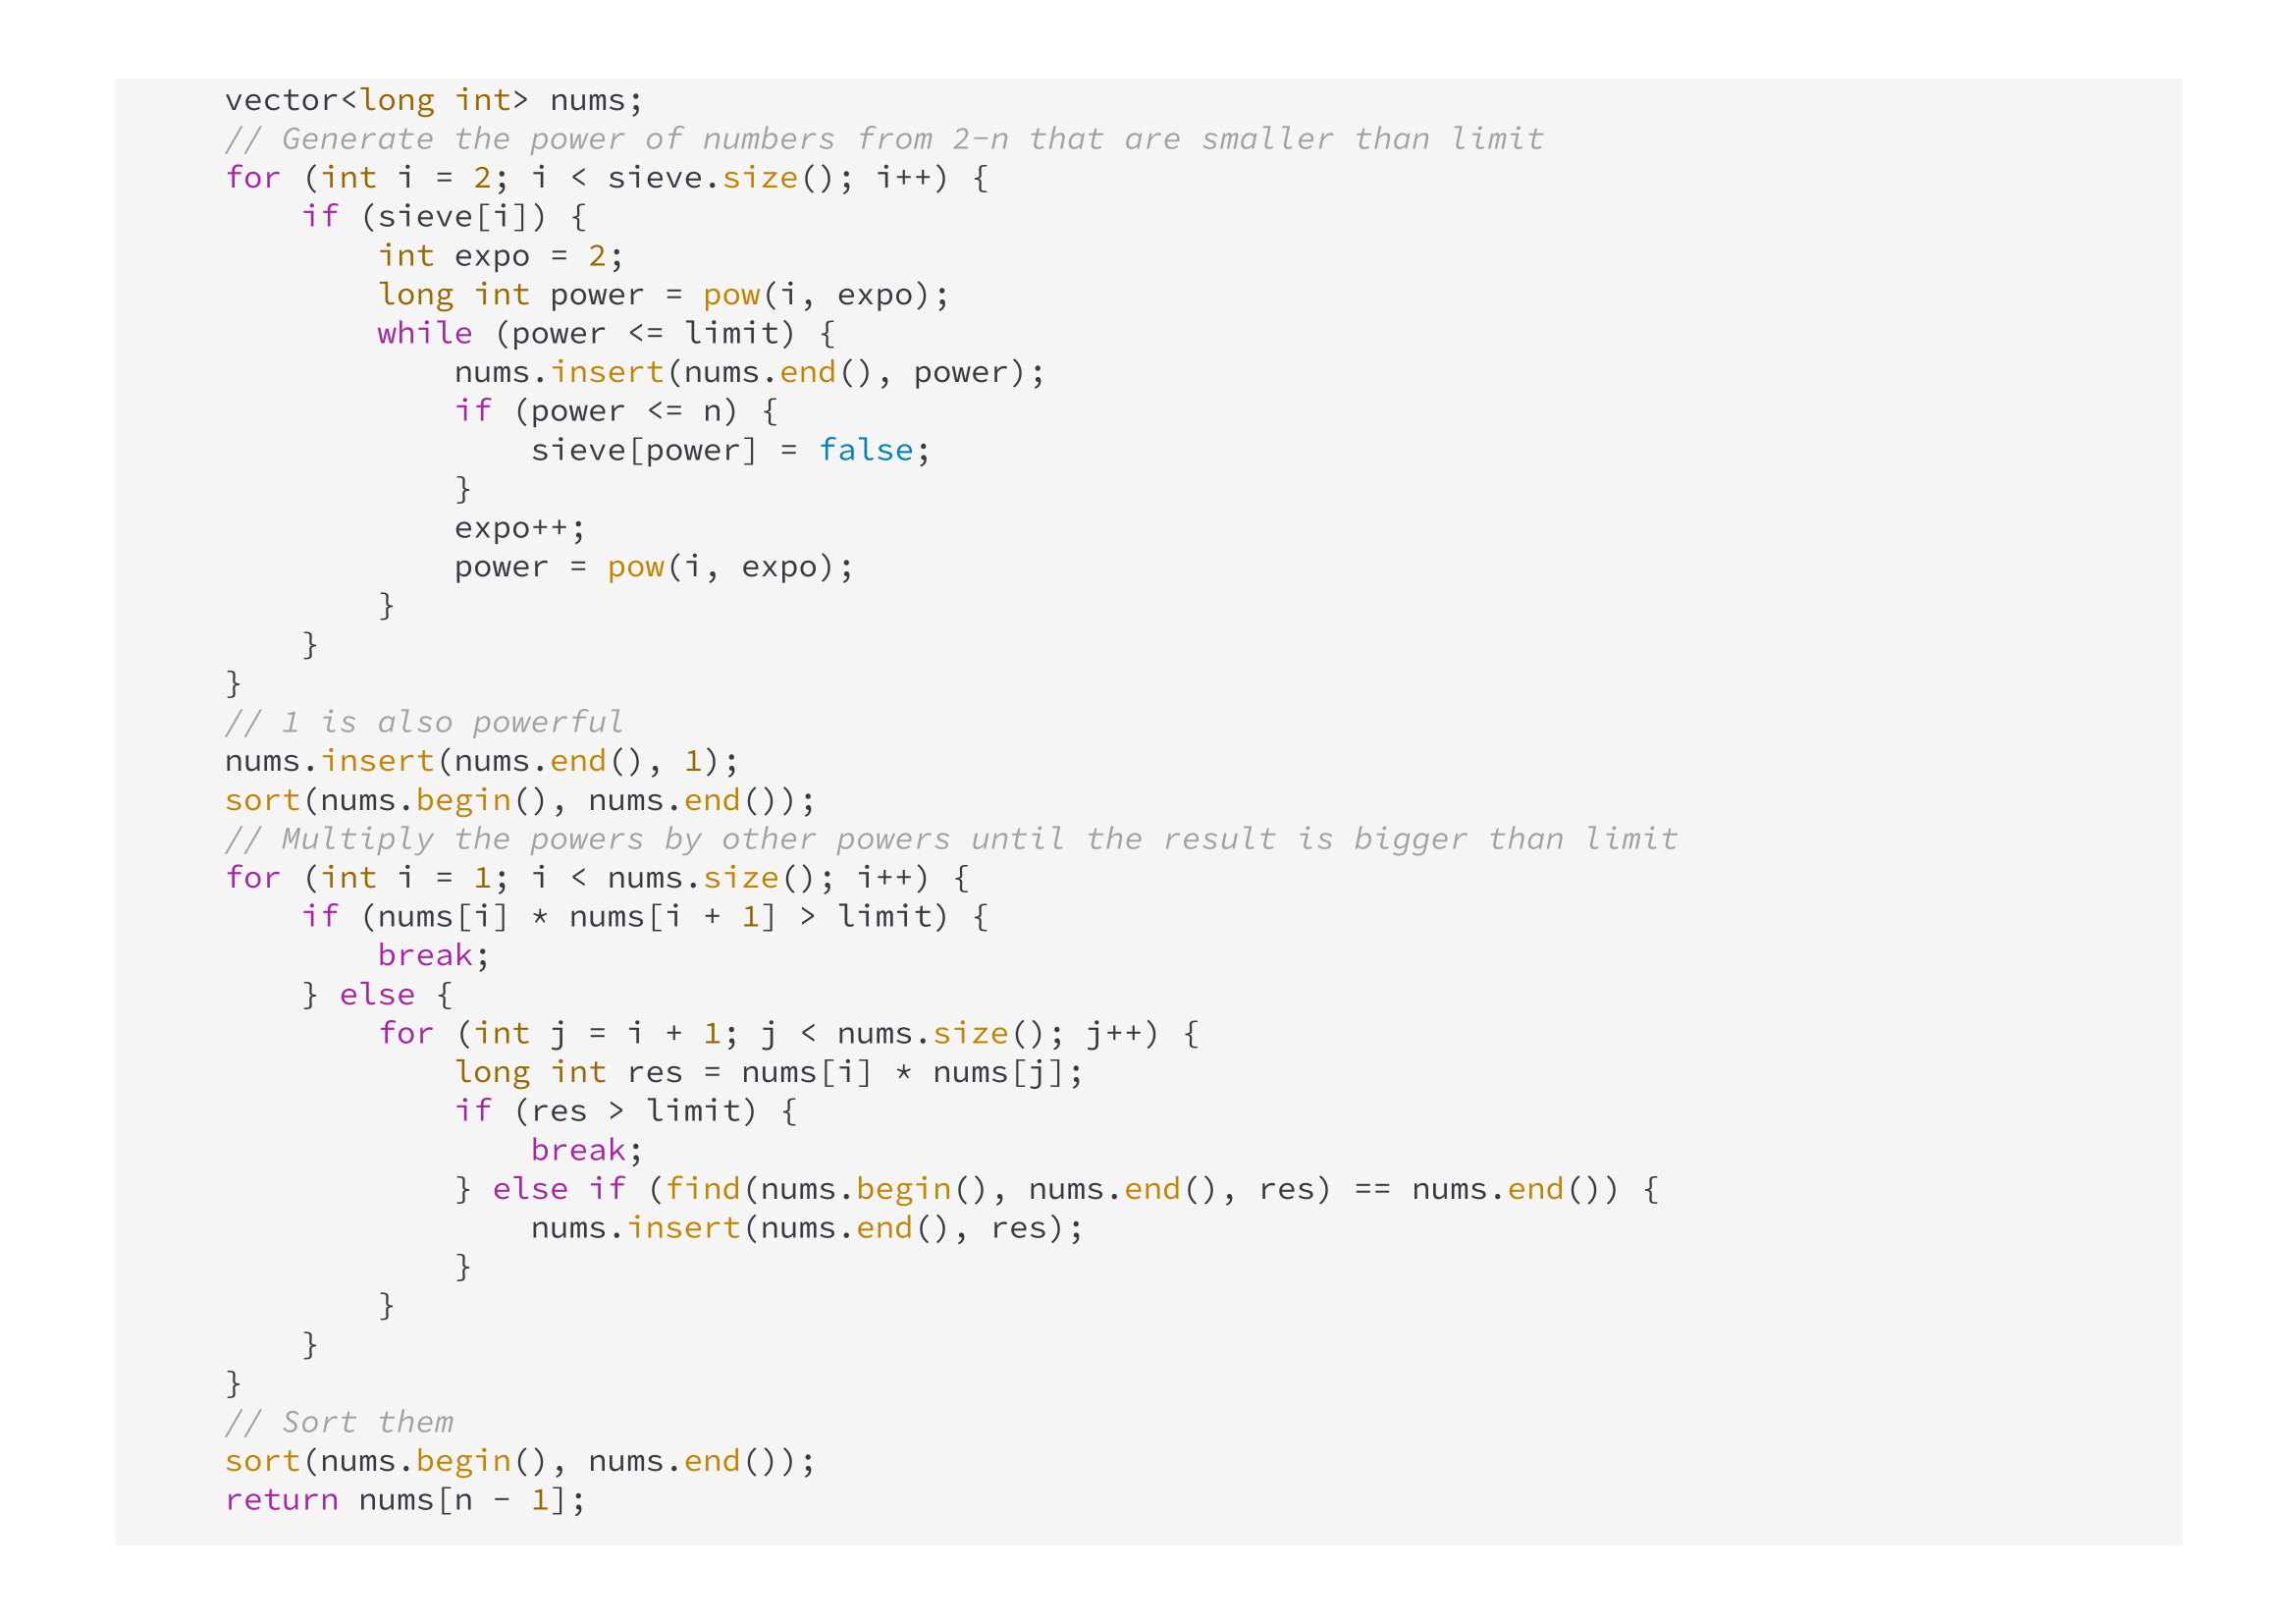 vector<long int> nums;
// Generate the power of numbers from 2-n that are smaller than limit
for (int i = 2; i < sieve.size(); i++) {
    if (sieve[i]) {
        int expo = 2;
        long int power = pow(i, expo);
        while (power <= limit) {
            nums.insert(nums.end(), power);
            if (power <= n) {
                sieve[power] = false;
            }
            expo++;
            power = pow(i, expo);
        }
    }
}
// 1 is also powerful
nums.insert(nums.end(), 1);
sort(nums.begin(), nums.end());
// Multiply the powers by other powers until the result is bigger than limit
for (int i = 1; i < nums.size(); i++) {
    if (nums[i] * nums[i + 1] > limit) {
        break;
    } else {
        for (int j = i + 1; j < nums.size(); j++) {
            long int res = nums[i] * nums[j];
            if (res > limit) {
                break;
            } else if (find(nums.begin(), nums.end(), res) == nums.end()) {
                nums.insert(nums.end(), res);
            }
        }
    }
}
// Sort them
sort(nums.begin(), nums.end());
return nums[n - 1];